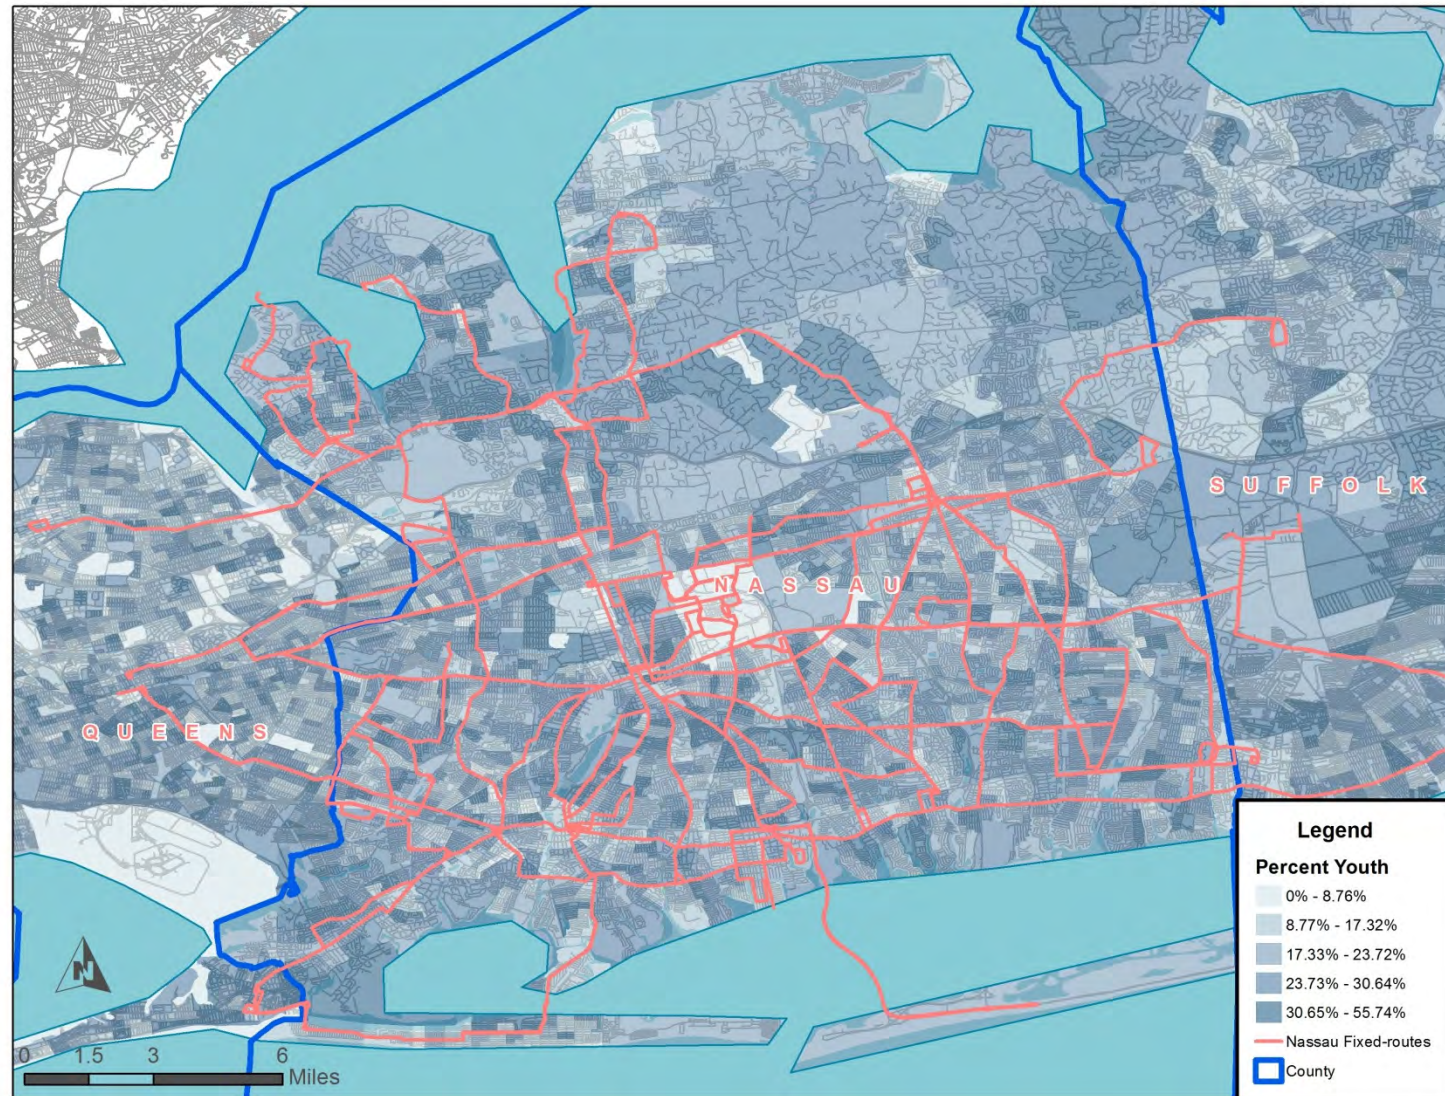 SUFFOLK
NASSAU
QUEENS
N
0 1.5 3 6
Miles
Legend
Percent Youth
0% - 8.76%
8.77% - 17.32%
17.33% - 23.72%
23.73% - 30.64%
30.65% - 55.74%
Nassau Fixed-routes
County